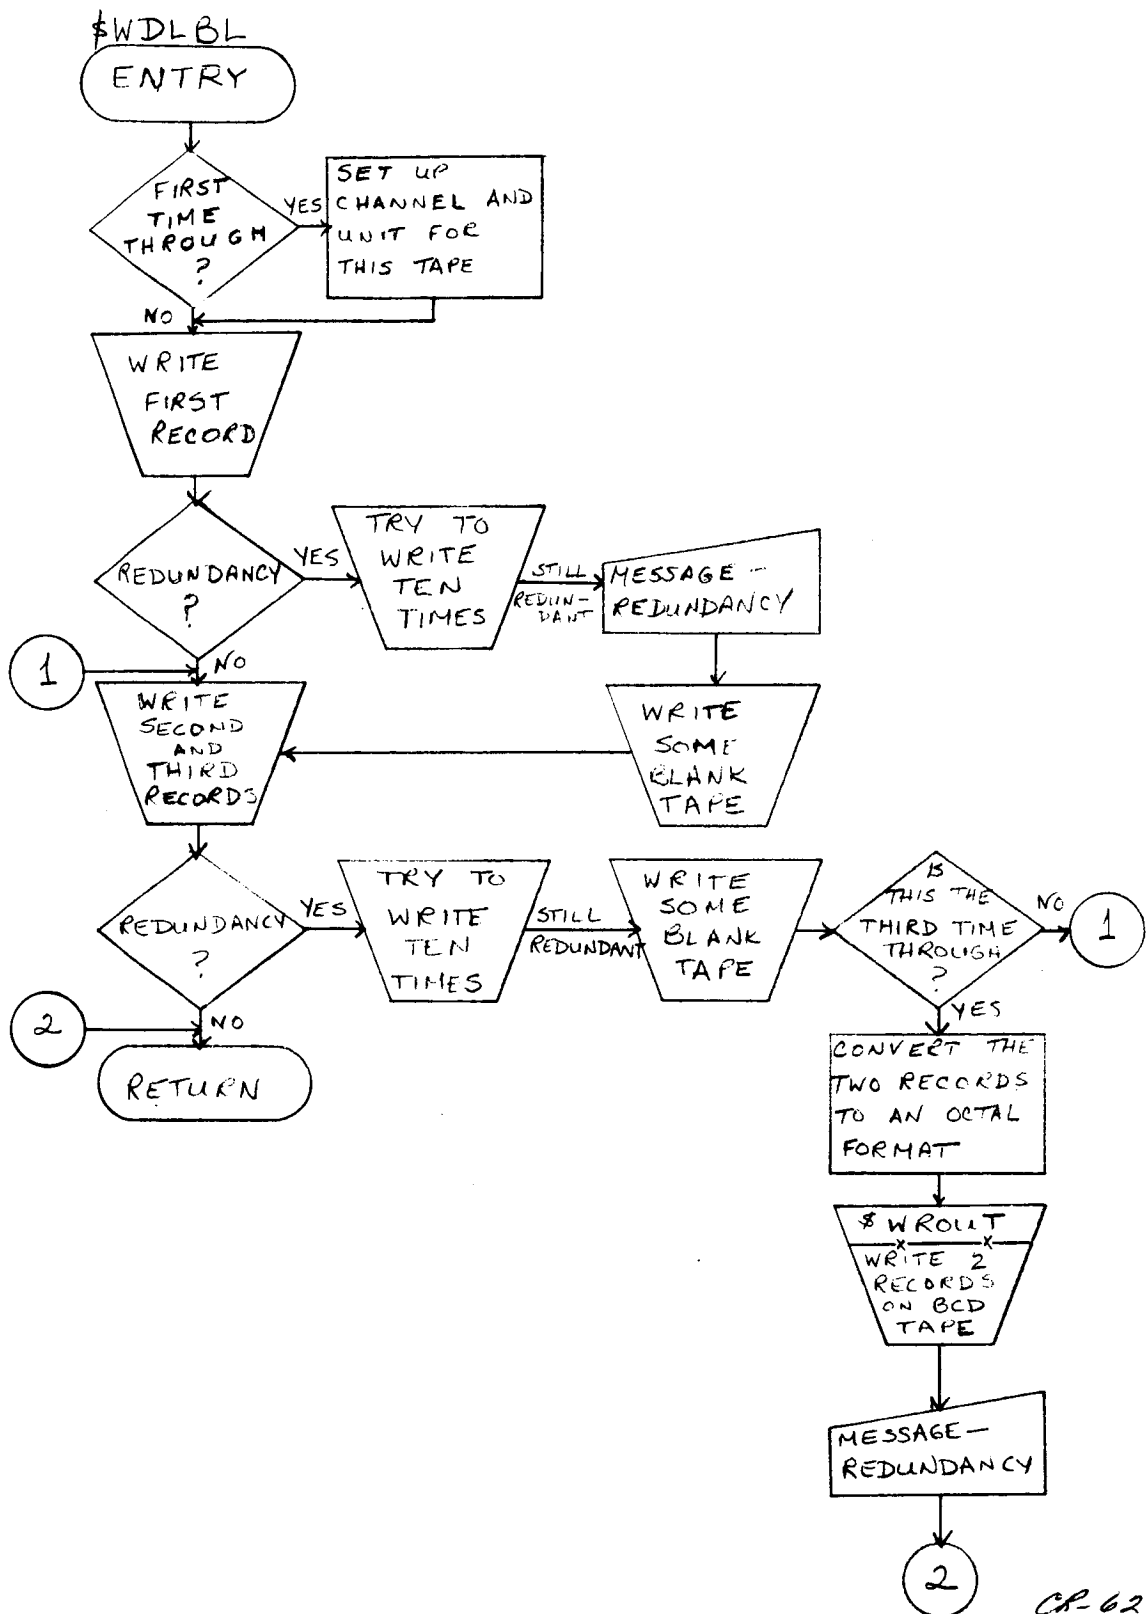 $WDLBL
ENTRY
FIRST
TIME
THROUGH
?
YES
SET UP
CHANNEL AND
UNIT FOR
THIS TAPE
NO
WRITE
FIRST
RECORD
REDUNDANCY
?
YES
TRY TO
WRITE
TEN
TIMES
STILL
REDUN-
DANT
MESSAGE-
REDUNDANCY
1
NO
WRITE
SECOND
AND
THIRD
RECORDS
WRITE
SOME
BLANK
TAPE
REDUNDANCY
?
YES
TRY TO
WRITE
TEN
TIMES
STILL
REDUNDANT
WRITE
SOME
BLANK
TAPE
IS
THIS THE
THIRD TIME
THROUGH
?
NO
1
2
NO
RETURN
YES
CONVERT THE
TWO RECORDS
TO AN OCTAL
FORMAT
$ WROUT
WRITE 2
RECORDS
ON BCD
TAPE
MESSAGE-
REDUNDANCY
2
CR-62